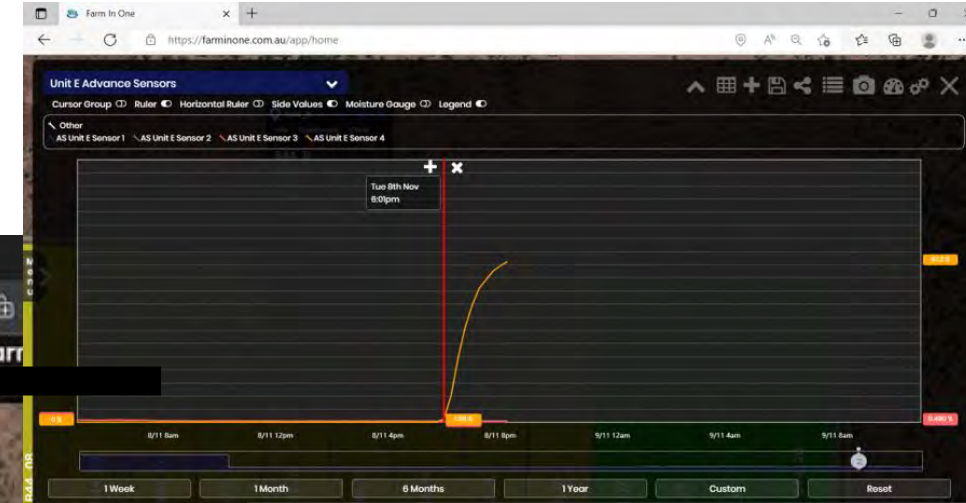 Farm In One
https://farminone.com.au/app/home
Unit E Advance Sensors
Cursor Group Ruler Horizontal Ruler Side Values Moisture Gauge Legend
Other
AS Unit E Sensor 1 AS Unit E Sensor 2 AS Unit E Sensor 3 AS Unit E Sensor 4
Tue 8th Nov
6:01pm
0 %
0.490 %
8/11 8am 8/11 12pm 8/11 4pm 8/11 8pm 9/11 12am 9/11 4am 9/11 8am
1 Week 1 Month 6 Months 1 Year Custom Reset